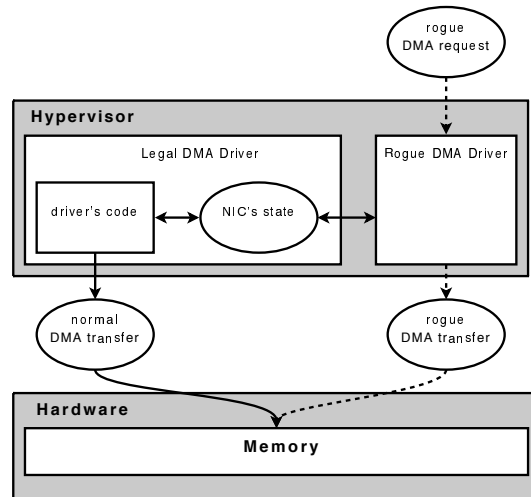 rogue
DMA request
Hypervisor
Legal DMA Driver
Rogue DMA Driver
driver's code
NIC's state
normal
DMA transfer
rogue
DMA transfer
Hardware
Memory